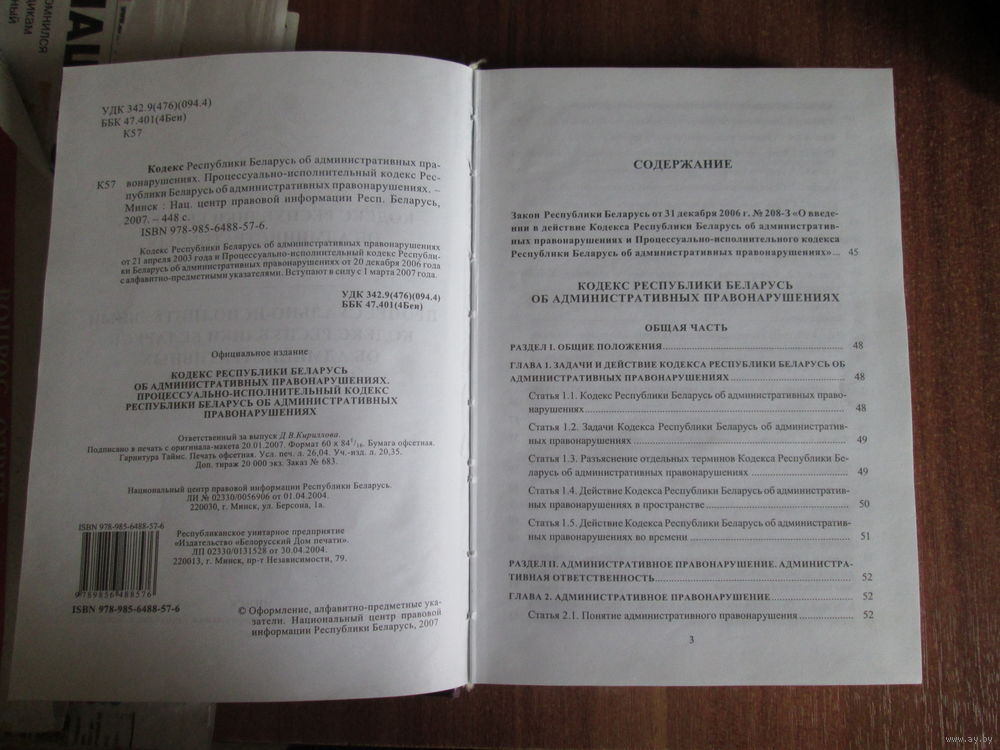 УДК 342.9(476)(094.4)
ББК 47.401(4Беи)
К57
Кодекс Республики Беларусь об административных пра-
К57 вонарушениях. Процессуально-исполнительный кодекс Рес-
публики Беларусь об административных правонарушениях. –
Минск : Нац. центр правовой информации Респ. Беларусь,
2007. – 448 с.
ISBN 978-985-6488-57-6.
Кодекс Республики Беларусь об административных правонарушениях
от 21 апреля 2003 года и Процессуально-исполнительный кодекс Республи-
ки Беларусь об административных правонарушениях от 20 декабря 2006 года
с алфавитно-предметными указателями. Вступают в силу с 1 марта 2007 года.
УДК 342.9(476)(094.4)
ББК 47.401(4Беи)
Официальное издание
КОДЕКС РЕСПУБЛИКИ БЕЛАРУСЬ
ОБ АДМИНИСТРАТИВНЫХ ПРАВОНАРУШЕНИЯХ.
ПРОЦЕССУАЛЬНО-ИСПОЛНИТЕЛЬНЫЙ КОДЕКС
РЕСПУБЛИКИ БЕЛАРУСЬ ОБ АДМИНИСТРАТИВНЫХ
ПРАВОНАРУШЕНИЯХ
Ответственный за выпуск Д.В.Кириллова.
Подписано в печать с оригинала-макета 20.01.2007. Формат 60 x 84 1/16. Бумага офсетная.
Гарнитура Таймс. Печать офсетная. Усл. печ. л. 26,04. Уч.-изд. л. 20,35.
Доп. тираж 20 000 экз. Заказ № 683.
Национальный центр правовой информации Республики Беларусь.
ЛИ № 02330/0056906 от 01.04.2004.
220030, г. Минск, ул. Берсона, 1а.
ISBN 978-985-6488-57-6
Республиканское унитарное предприятие
«Издательство «Белорусский Дом печати».
ЛП 02330/0131528 от 30.04.2004.
220013, г. Минск, пр-т Независимости, 79.
9789856488576
ISBN 978-985-6488-57-6
© Оформление, алфавитно-предметные ука-
затели. Национальный центр правовой
информации Республики Беларусь, 2007
СОДЕРЖАНИЕ
Закон Республики Беларусь от 31 декабря 2006 г. № 208-З «О введе-
нии в действие Кодекса Республики Беларусь об административ-
ных правонарушениях и Процессуально-исполнительного кодекса
Республики Беларусь об административных правонарушениях» ... 45
КОДЕКС РЕСПУБЛИКИ БЕЛАРУСЬ
ОБ АДМИНИСТРАТИВНЫХ ПРАВОНАРУШЕНИЯХ
ОБЩАЯ ЧАСТЬ
РАЗДЕЛ I. ОБЩИЕ ПОЛОЖЕНИЯ ... 48
ГЛАВА 1. ЗАДАЧИ И ДЕЙСТВИЕ КОДЕКСА РЕСПУБЛИКИ БЕЛАРУСЬ ОБ
АДМИНИСТРАТИВНЫХ ПРАВОНАРУШЕНИЯХ ... 48
Статья 1.1. Кодекс Республики Беларусь об административных право-
нарушениях ... 48
Статья 1.2. Задачи Кодекса Республики Беларусь об административ-
ных правонарушениях ... 49
Статья 1.3. Разъяснение отдельных терминов Кодекса Республики Бе-
ларусь об административных правонарушениях ... 49
Статья 1.4. Действие Кодекса Республики Беларусь об административ-
ных правонарушениях в пространстве ... 50
Статья 1.5. Действие Кодекса Республики Беларусь об административ-
ных правонарушениях во времени ... 51
РАЗДЕЛ II. АДМИНИСТРАТИВНОЕ ПРАВОНАРУШЕНИЕ. АДМИНИСТРА-
ТИВНАЯ ОТВЕТСТВЕННОСТЬ ... 52
ГЛАВА 2. АДМИНИСТРАТИВНОЕ ПРАВОНАРУШЕНИЕ ... 52
Статья 2.1. Понятие административного правонарушения ... 52
3
www.ay.by